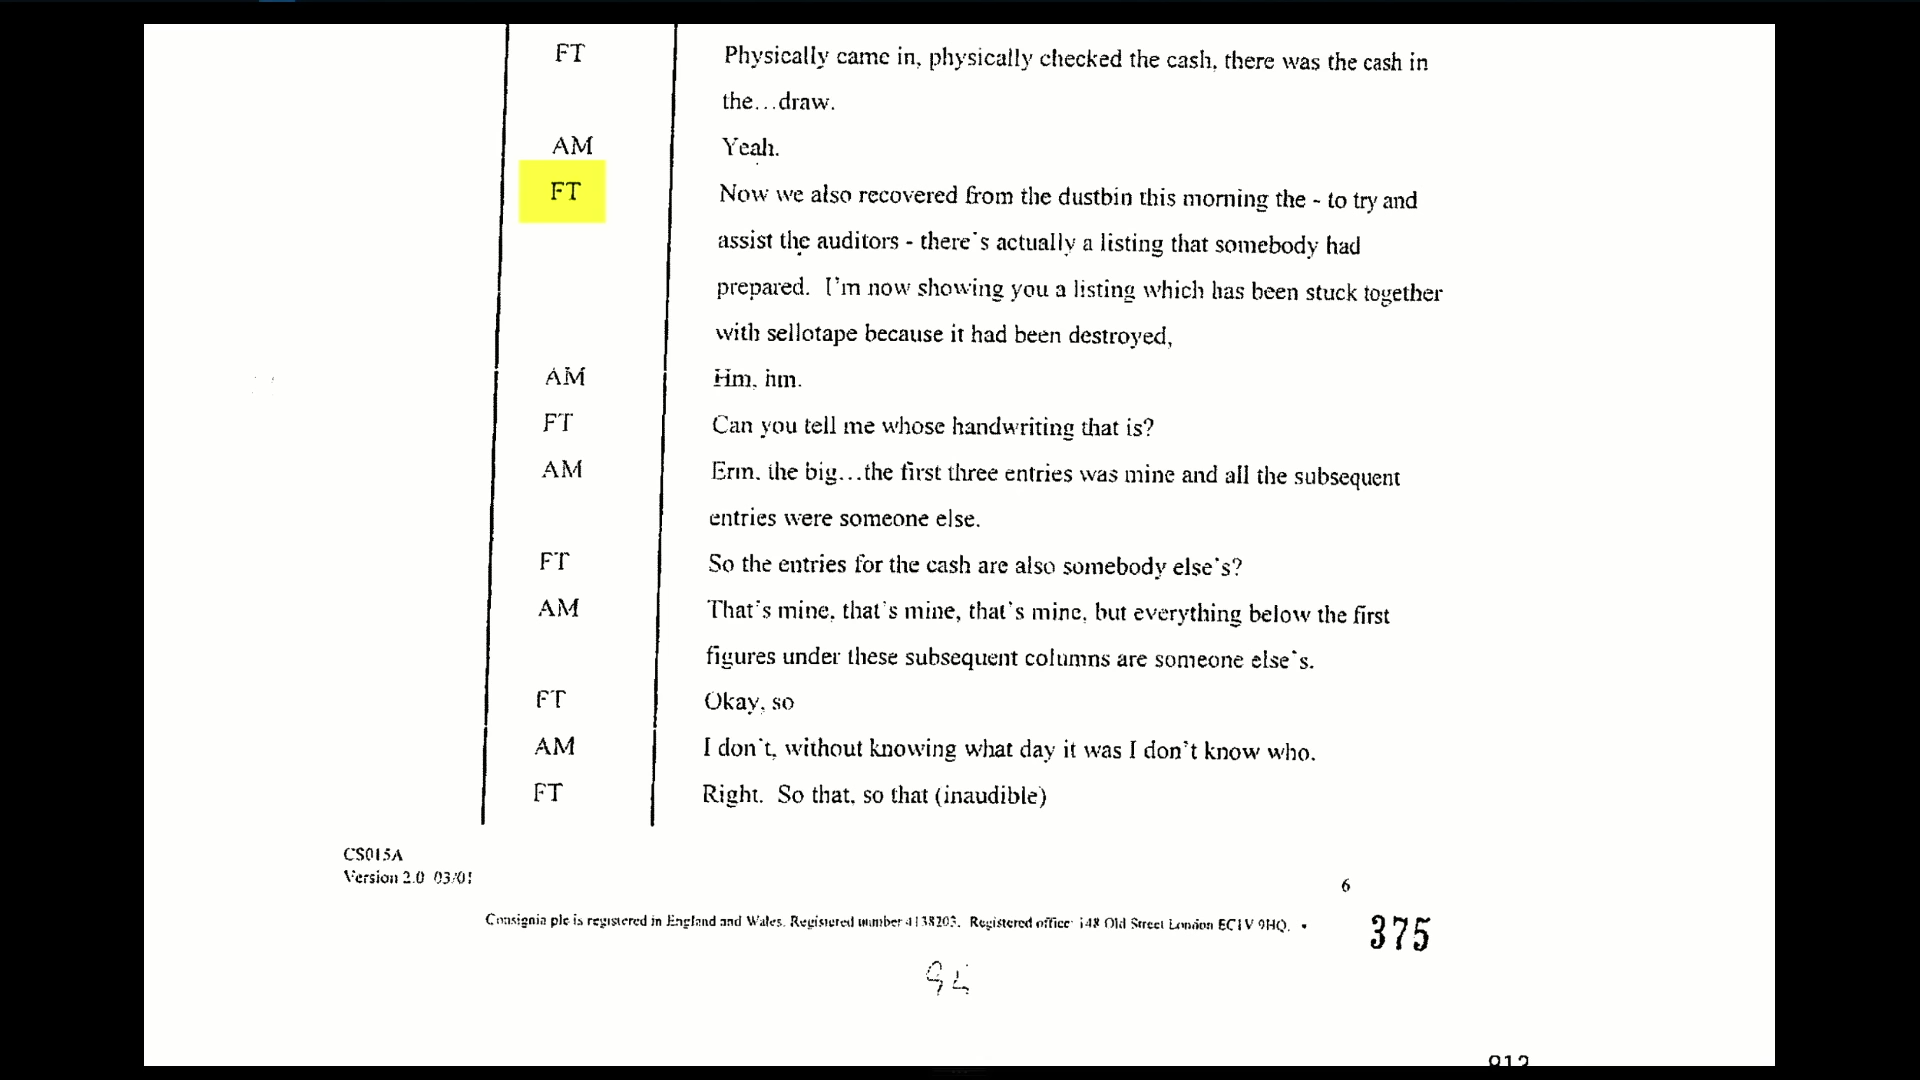 FT Physically came in, physically checked the cash, there was the cash in
the...draw.
AM Yeah.
FT Now we also recovered from the dustbin this morning the - to try and
assist the auditors - there's actually a listing that somebody had
prepared. I'm now showing you a listing which has been stuck together
with sellotape because it had been destroyed,
AM Hm, hm.
FT Can you tell me whose handwriting that is?
AM Erm, the big...the first three entries was mine and all the subsequent
entries were someone else.
FT So the entries for the cash are also somebody else's?
AM That's mine, that's mine, that's mine, but everything below the first
figures under these subsequent columns are someone else's.
FT Okay, so
AM I don't, without knowing what day it was I don't know who.
FT Right. So that, so that (inaudible)
CS015A
Version 2.0 03/01
6
Consignia plc is registered in England and Wales. Registered number 4138203. Registered office: 148 Old Street London EC1V 9HQ.
375